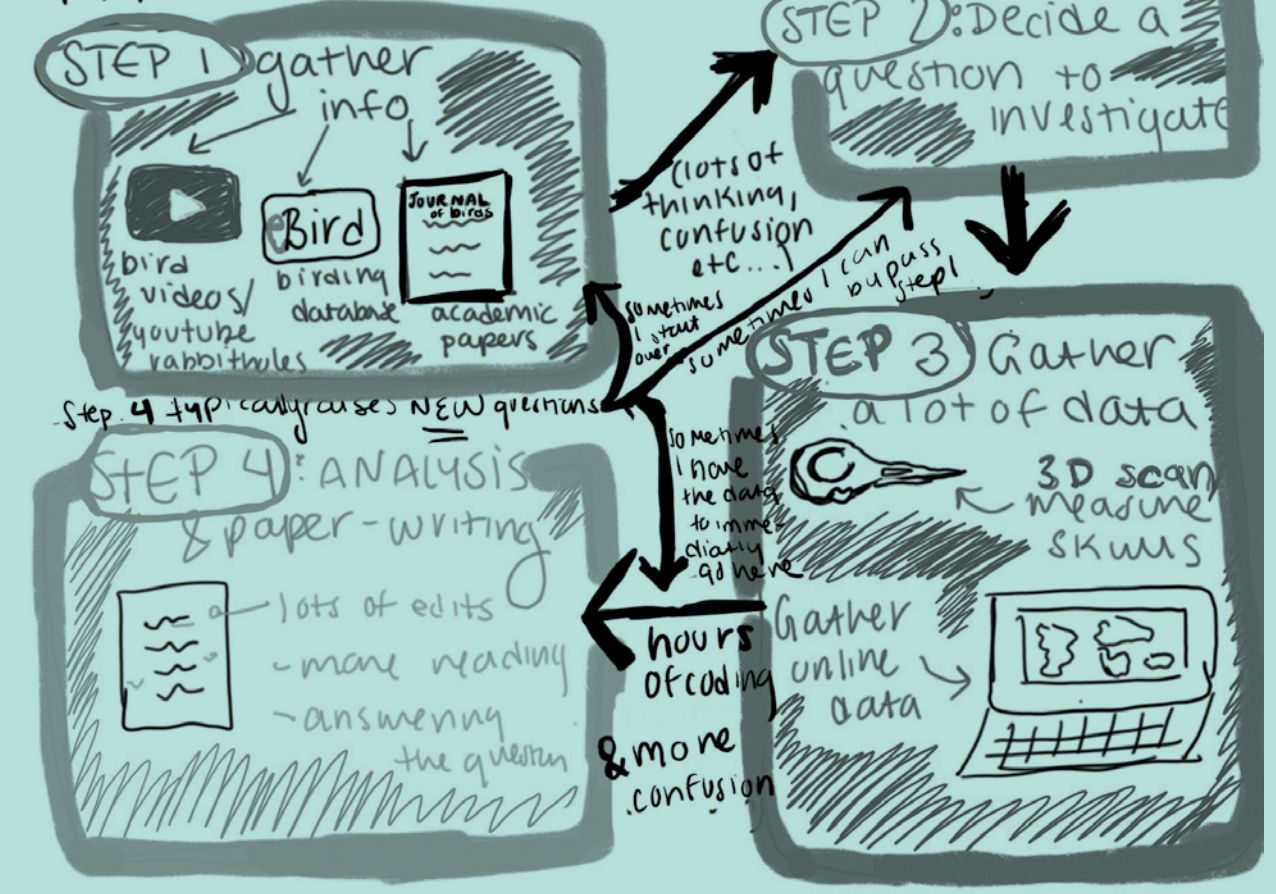 STEP 1 gather
info
bird
videos/
youtube
rabbitholes
eBird
birding
database
JOURNAL
of birds
academic
papers
(lots of
thinking,
confusion
etc...)
STEP 2: Decide a
question to
investigate
sometimes
I start
over
sometimes I can
bypass
step 1
Step 4 typically raises NEW questions
sometimes
I have
the data
to imme-
diatly
go here
STEP 3 Gather
a lot of data
3D scan
measure
skulls
Gather
online
data
hours
of coding
& more
confusion
STEP 4: ANALYSIS
& paper-writing
lots of edits
- more reading
- answering
the question